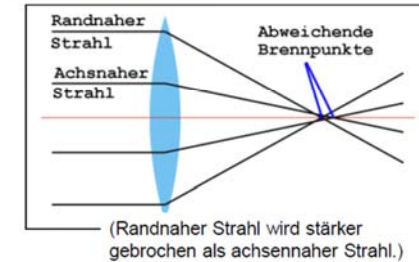 Randnaher
Strahl
Abweichende
Brennpunkte
Achsnaher
Strahl
(Randnaher Strahl wird stärker
gebrochen als achsennaher Strahl.)